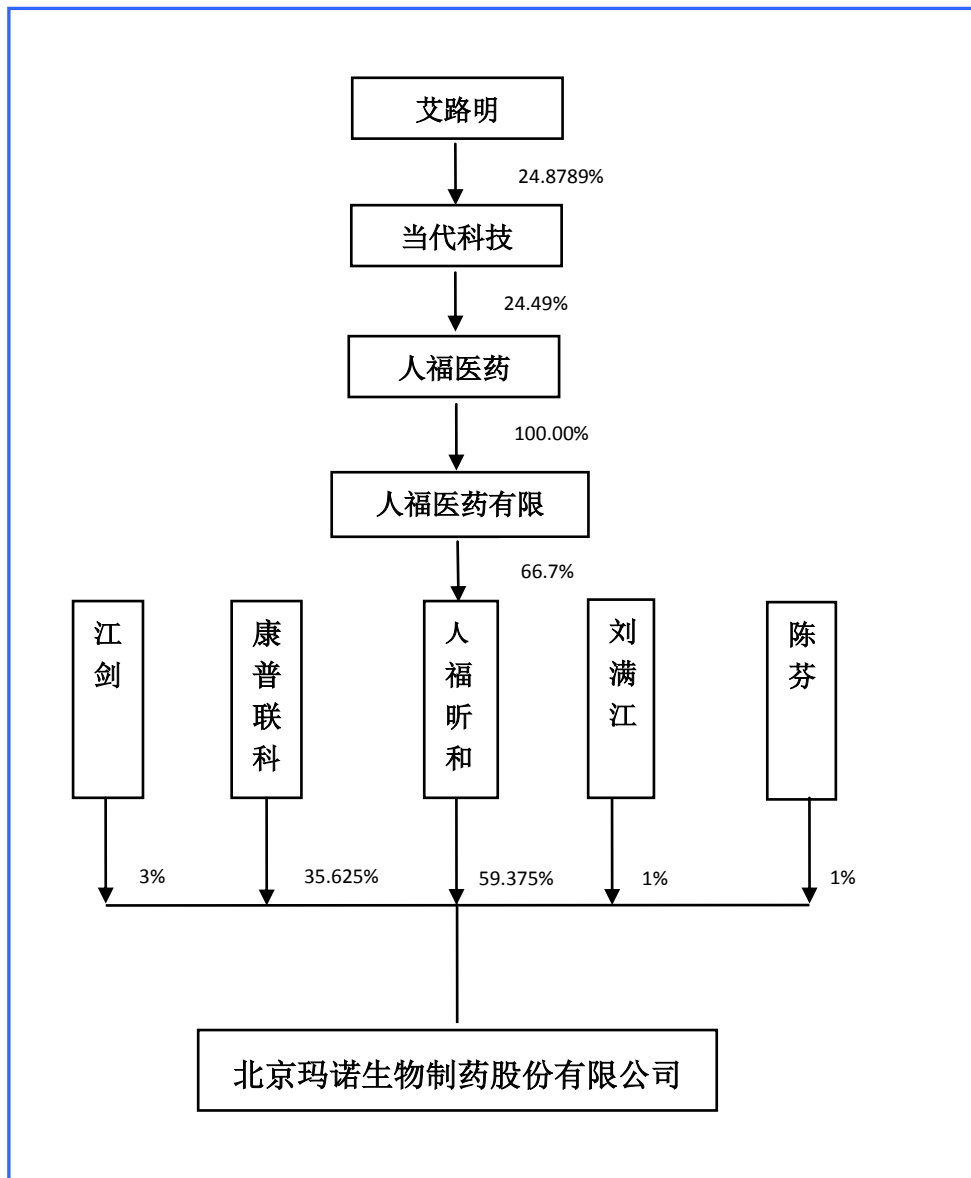 艾路明
24.8789%
当代科技
24.49%
人福医药
100.00%
人福医药有限
66.7%
江剑
康普联科
人福昕和
刘满江
陈芬
3%
35.625%
59.375%
1%
1%
北京玛诺生物制药股份有限公司